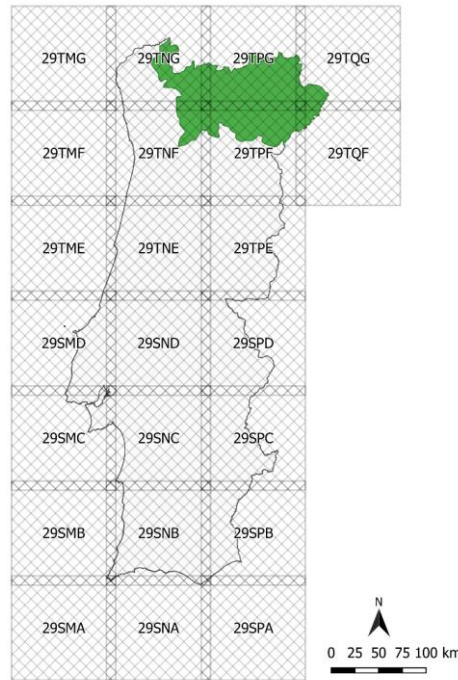 29TMG 29TNG 29TPG 29TQG
29TMF 29TNF 29TPF 29TQF
29TME 29TNE 29TPE
29SMD 29SND 29SPD
29SMC 29SNC 29SPC
29SMB 29SNB 29SPB
29SMA 29SNA 29SPA
N
0 25 50 75 100 km